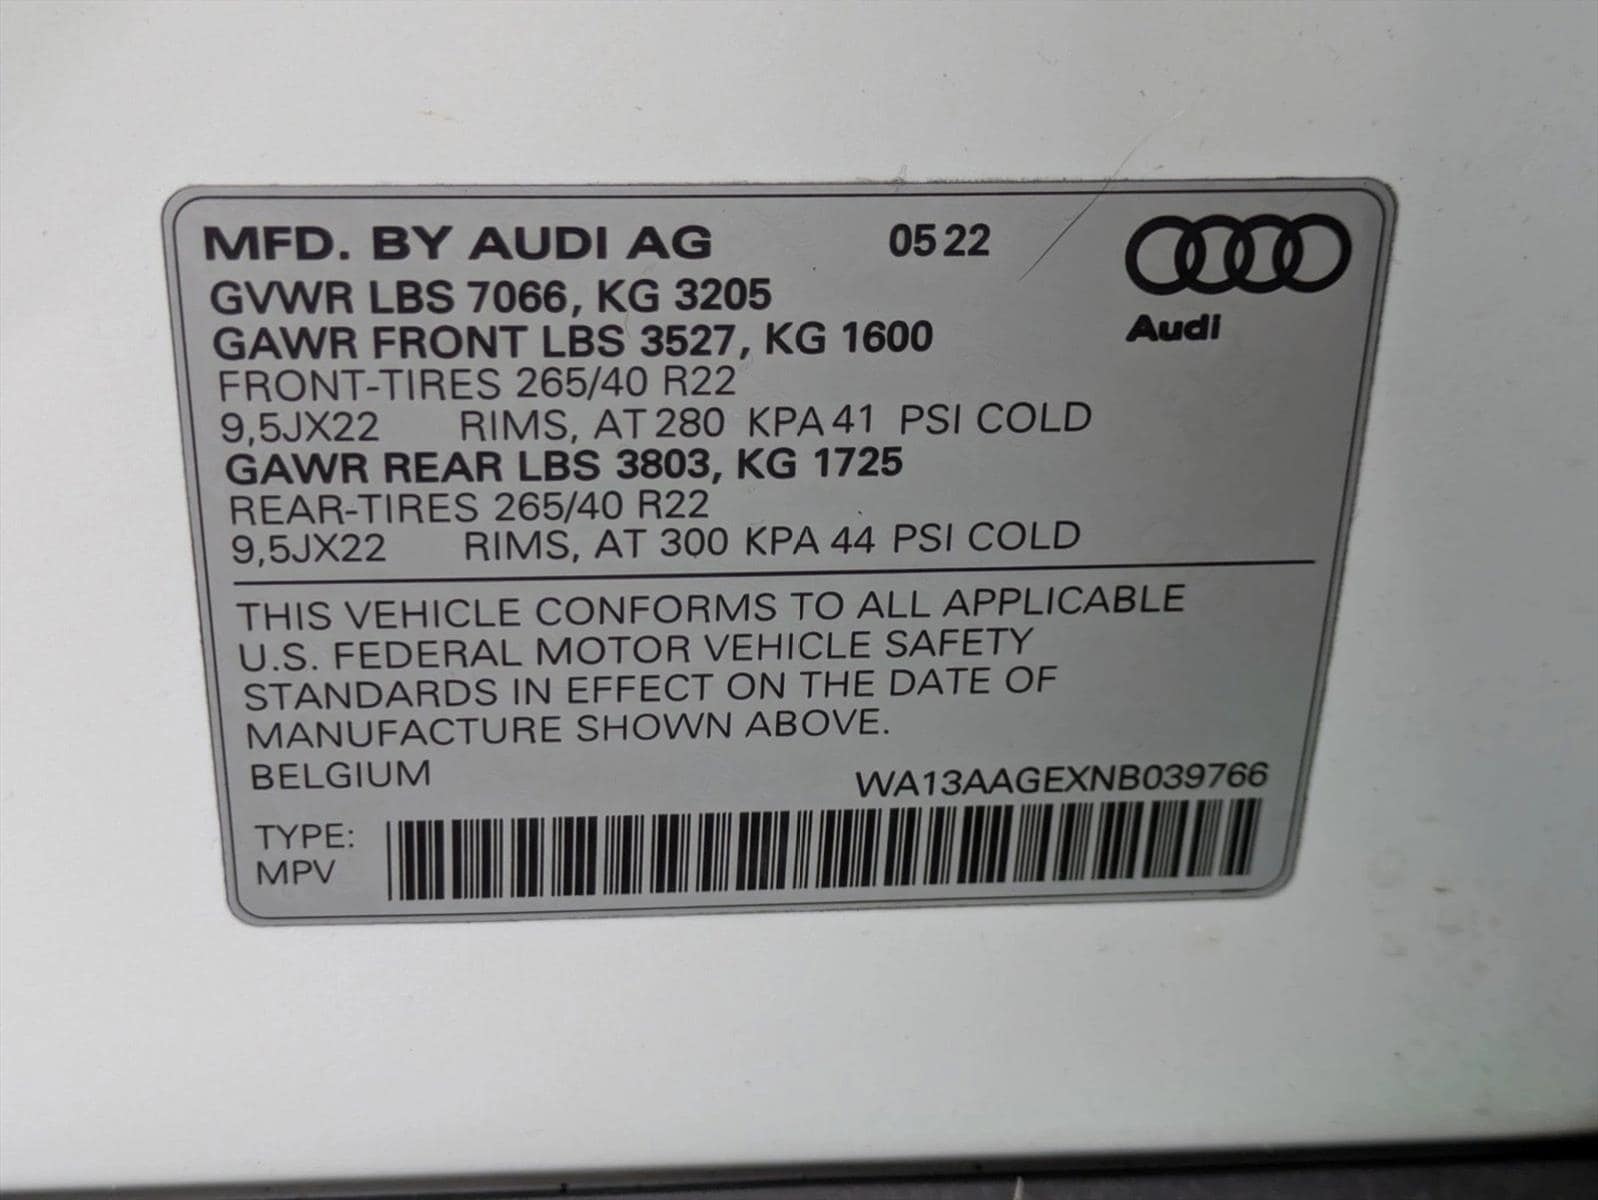 MFD. BY AUDI AG 05 22
Audi
GVWR LBS 7066, KG 3205
GAWR FRONT LBS 3527, KG 1600
FRONT-TIRES 265/40 R22
9,5JX22 RIMS, AT 280 KPA 41 PSI COLD
GAWR REAR LBS 3803, KG 1725
REAR-TIRES 265/40 R22
9,5JX22 RIMS, AT 300 KPA 44 PSI COLD
THIS VEHICLE CONFORMS TO ALL APPLICABLE
U.S. FEDERAL MOTOR VEHICLE SAFETY
STANDARDS IN EFFECT ON THE DATE OF
MANUFACTURE SHOWN ABOVE.
BELGIUM WA13AAGEXNB039766
TYPE:
MPV